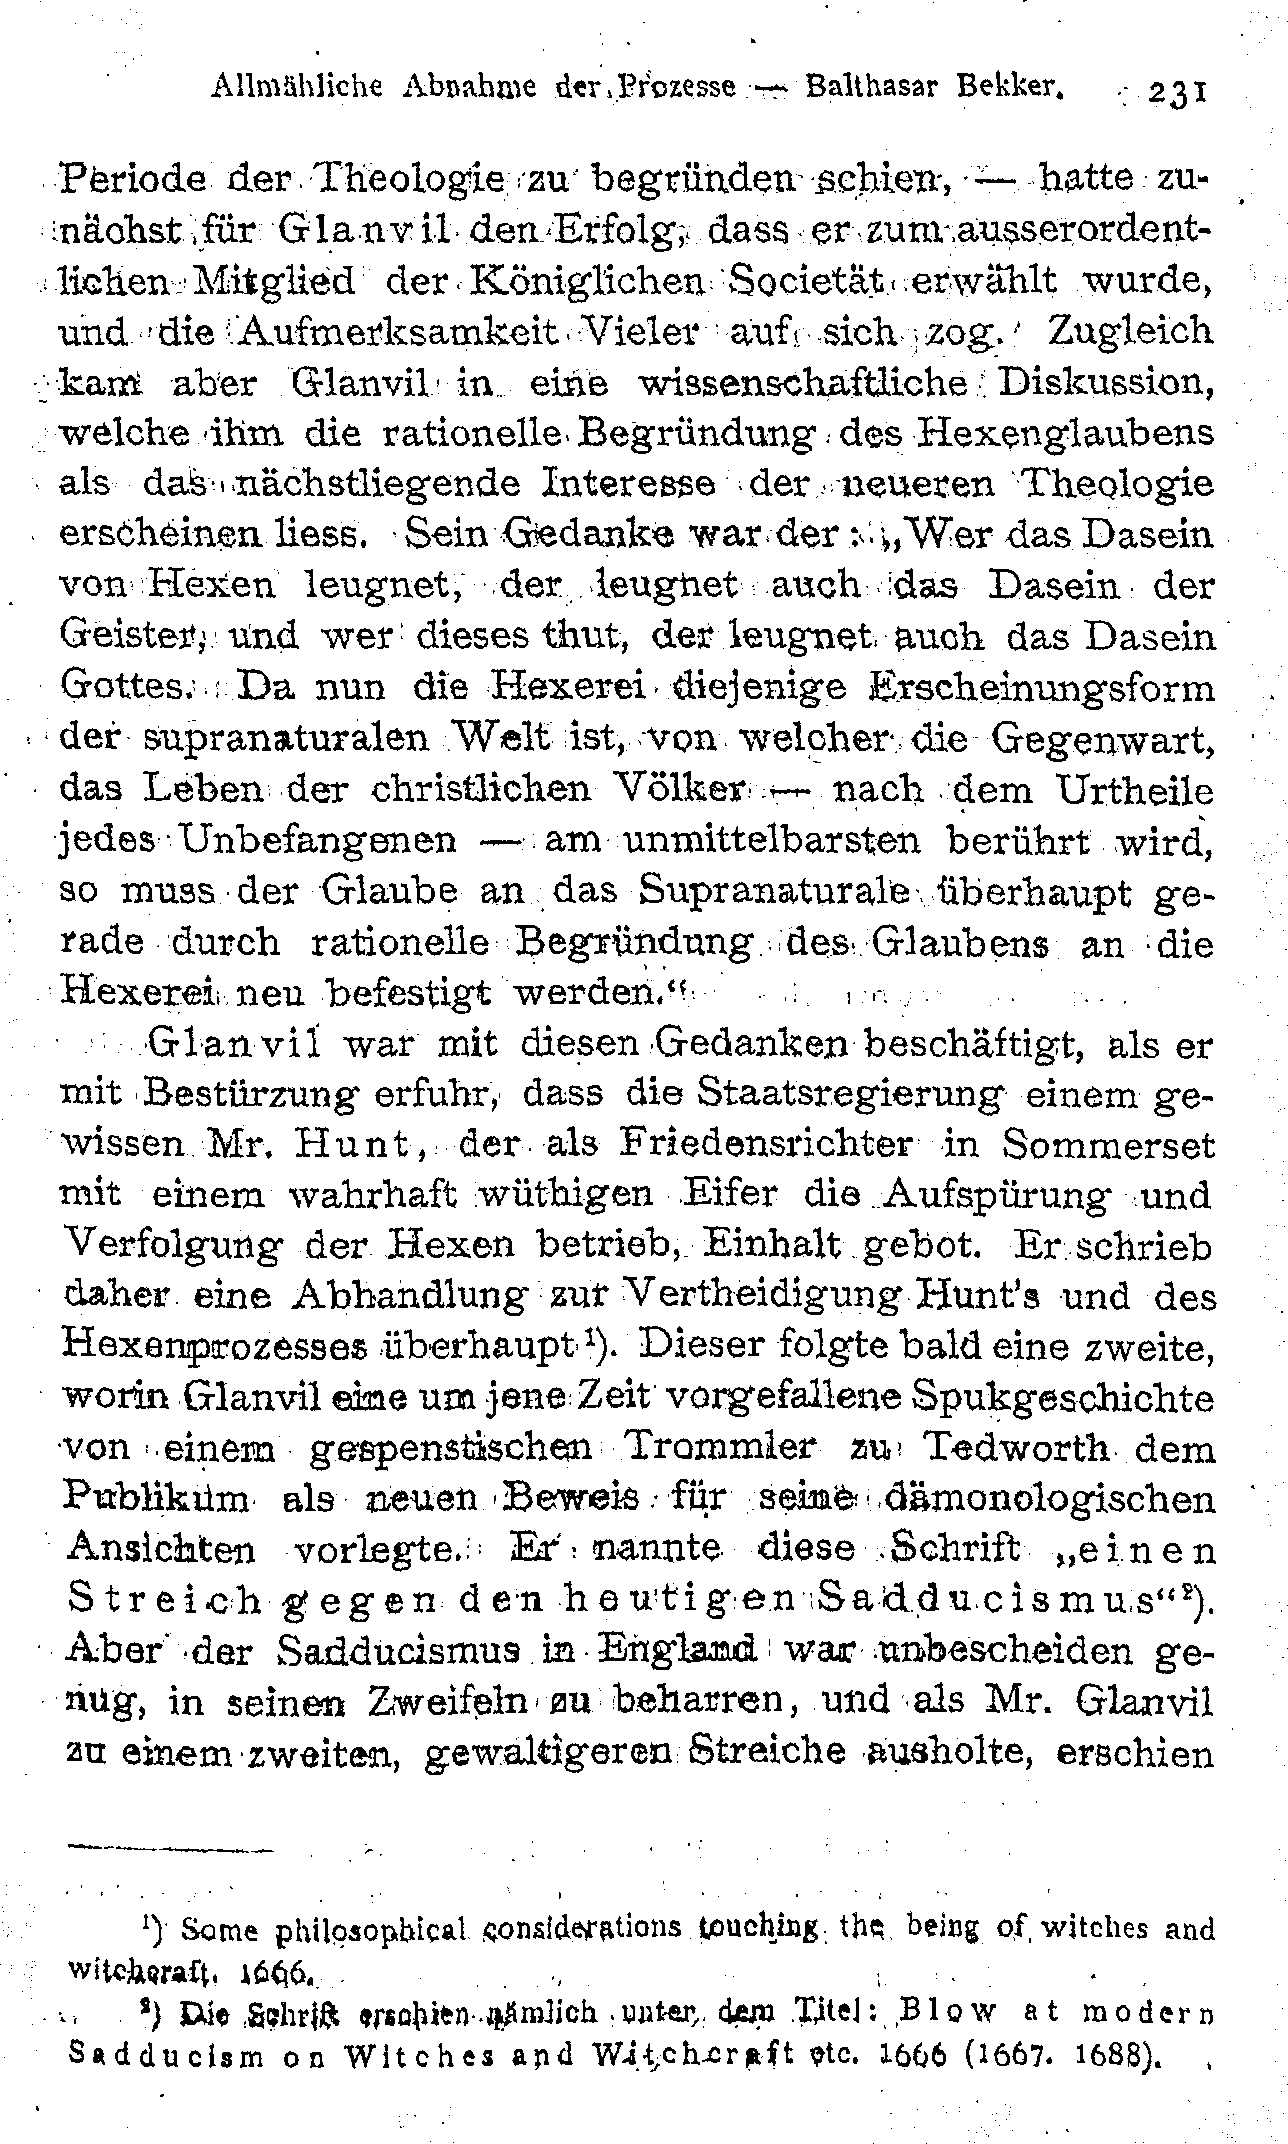 Allmähliche Abnahme der Prozesse — Balthasar Bekker. 231
Periode der Theologie zu begründen schien, — hatte zu-
nächst für Glanvil den Erfolg, dass er zum ausserordent-
lichen Mitglied der Königlichen Societät erwählt wurde,
und die Aufmerksamkeit Vieler auf sich zog. Zugleich
kam aber Glanvil in eine wissenschaftliche Diskussion,
welche ihm die rationelle Begründung des Hexenglaubens
als das nächstliegende Interesse der neueren Theologie
erscheinen liess. Sein Gedanke war der: „Wer das Dasein
von Hexen leugnet, der leugnet auch das Dasein der
Geister, und wer dieses thut, der leugnet auch das Dasein
Gottes. Da nun die Hexerei diejenige Erscheinungsform
der supranaturalen Welt ist, von welcher die Gegenwart,
das Leben der christlichen Völker — nach dem Urtheile
jedes Unbefangenen — am unmittelbarsten berührt wird,
so muss der Glaube an das Supranaturale überhaupt ge-
rade durch rationelle Begründung des Glaubens an die
Hexerei neu befestigt werden.“
Glanvil war mit diesen Gedanken beschäftigt, als er
mit Bestürzung erfuhr, dass die Staatsregierung einem ge-
wissen Mr. Hunt, der als Friedensrichter in Sommerset
mit einem wahrhaft wüthigen Eifer die Aufspürung und
Verfolgung der Hexen betrieb, Einhalt gebot. Er schrieb
daher eine Abhandlung zur Vertheidigung Hunt's und des
Hexenprozesses überhaupt¹). Dieser folgte bald eine zweite,
worin Glanvil eine um jene Zeit vorgefallene Spukgeschichte
von einem gespenstischen Trommler zu Tedworth dem
Publikum als neuen Beweis für seine dämonologischen
Ansichten vorlegte. Er nannte diese Schrift „einen
Streich gegen den heutigen Sadducismus“²).
Aber der Sadducismus in England war unbescheiden ge-
nug, in seinen Zweifeln zu beharren, und als Mr. Glanvil
zu einem zweiten, gewaltigeren Streiche ausholte, erschien
¹) Some philosophical considerations touching the being of witches and
witchcraft. 1666.
²) Die Schrift erschien nämlich unter dem Titel: Blow at modern
Sadducism on Witches and Witchcraft etc. 1666 (1667. 1688).